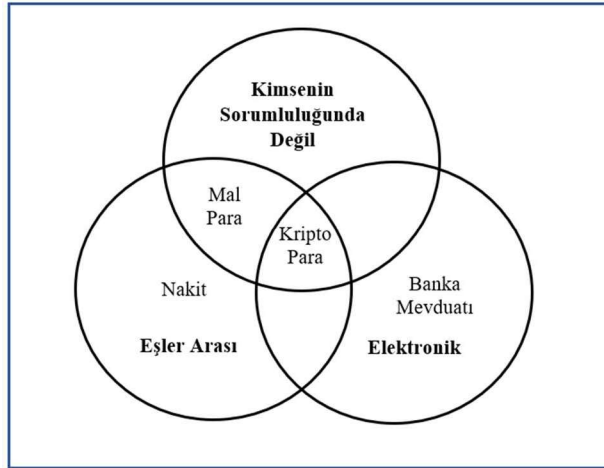 Kimsenin
Sorumluluğunda
Değil
Mal
Para
Kripto
Para
Nakit
Banka
Mevduatı
Eşler Arası
Elektronik